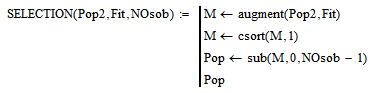 SELECTION(Pop2,Fit,NOsob) := M ← augment(Pop2,Fit)
M ← csort(M,1)
Pop ← sub(M,0,NOsob − 1)
Pop